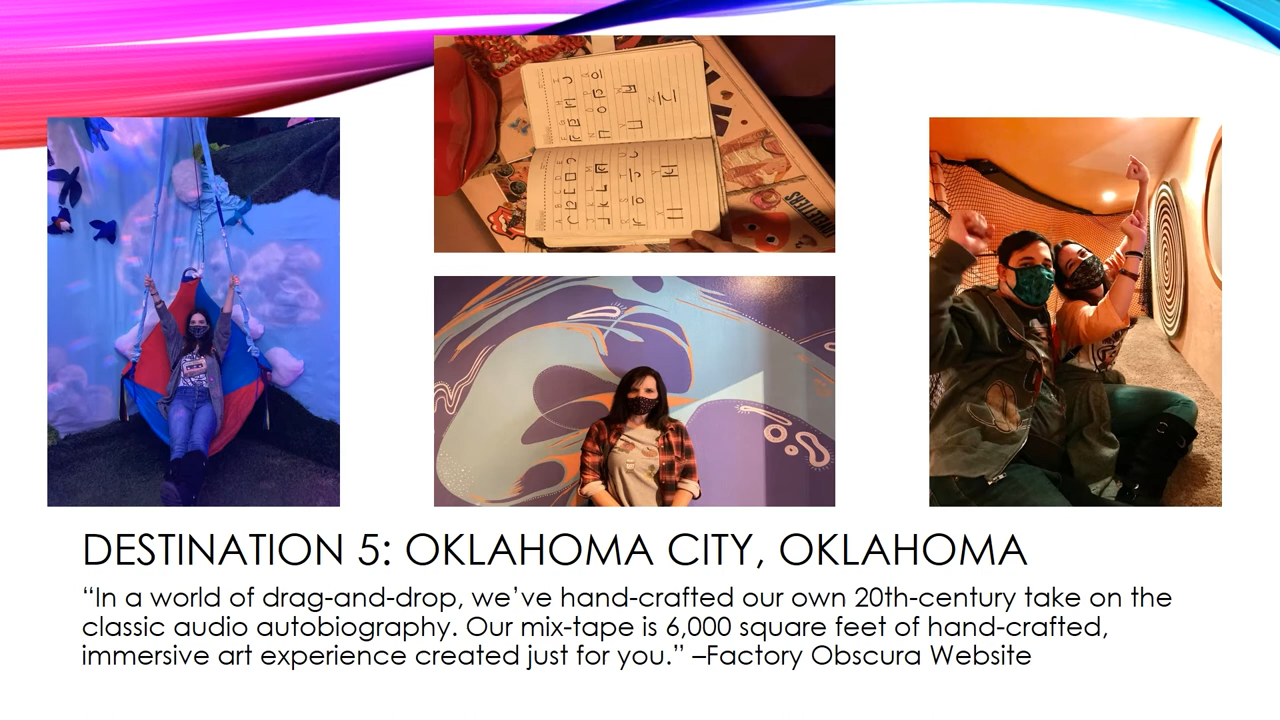 DESTINATION 5: OKLAHOMA CITY, OKLAHOMA
“In a world of drag-and-drop, we’ve hand-crafted our own 20th-century take on the
classic audio autobiography. Our mix-tape is 6,000 square feet of hand-crafted,
immersive art experience created just for you.” –Factory Obscura Website